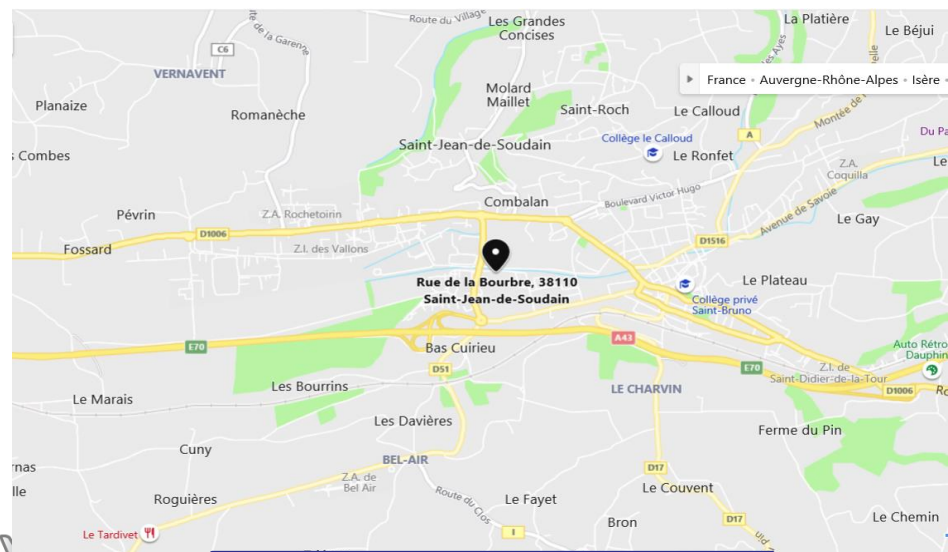 Route du Village
Les Grandes
Concises
La Platière
Le Béjui
C6
VERNAVENT
France • Auvergne-Rhône-Alpes • Isère •
Molard
Maillet
Planaize
Romanèche
Saint-Roch
Le Calloud
Montée de
Collège le Calloud
A
Saint-Jean-de-Soudain
Le Ronfet
Combes
Z.A.
Coquilla
Combalan
Boulevard Victor Hugo
Avenue de Savoie
Pévrin
Z.A. Rochetoirin
Le Gay
D1006
Fossard
Z.I. des Vallons
D1516
Rue de la Bourbre, 38110
Saint-Jean-de-Soudain
Le Plateau
Collège privé
Saint-Bruno
A43
E70
Bas Cuirieu
Auto Rétro
Dauphin
D51
E70
Z.I. de
Saint-Didier-de-la-Tour
Les Bourrins
LE CHARVIN
D1006
Le Marais
Les Davières
Ferme du Pin
Cuny
BEL-AIR
D17
Z.A. de
Bel Air
Roguières
Route du Clos
Le Fayet
Le Couvent
Le Tardivet
I
Bron
D17
Le Chemin